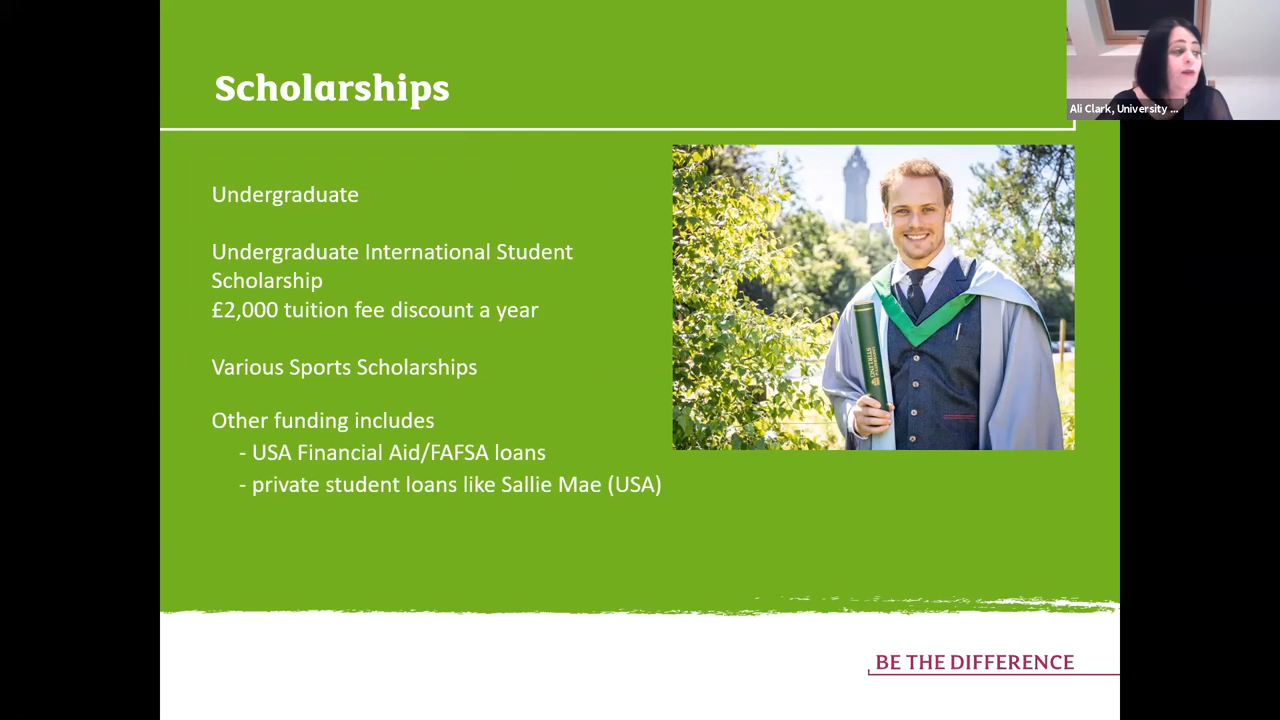 Scholarships
Ali Clark, University ...
Undergraduate
Undergraduate International Student
Scholarship
£2,000 tuition fee discount a year
Various Sports Scholarships
Other funding includes
- USA Financial Aid/FAFSA loans
- private student loans like Sallie Mae (USA)
STIRLING
BE THE DIFFERENCE